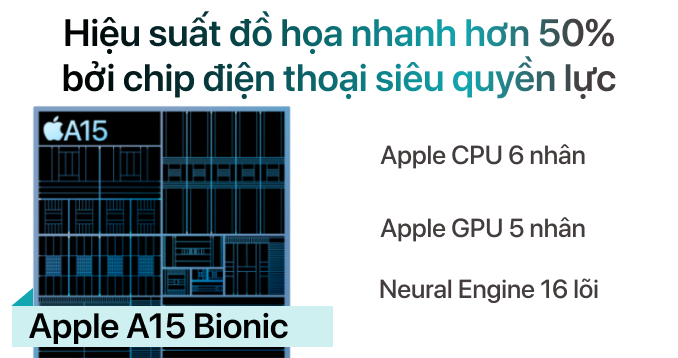 Hiệu suất đồ họa nhanh hơn 50%
bởi chip điện thoại siêu quyền lực
A15
Apple CPU 6 nhân
Apple GPU 5 nhân
Neural Engine 16 lõi
Apple A15 Bionic